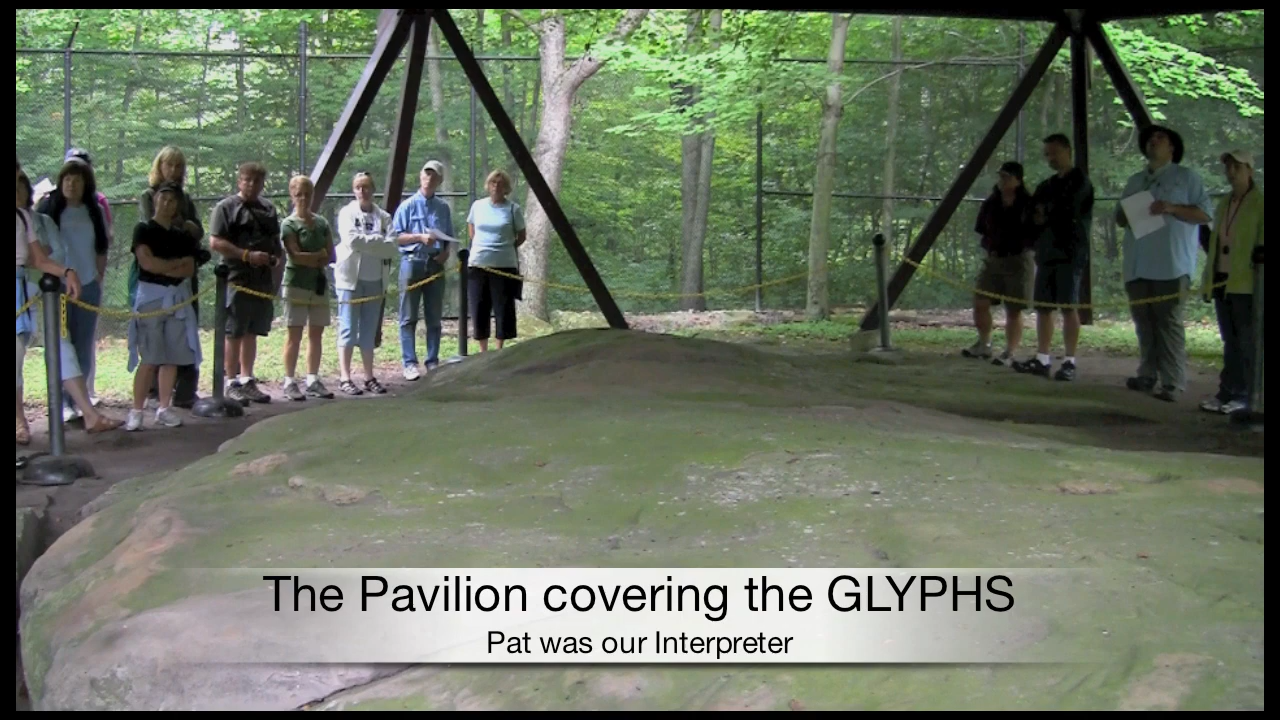 The Pavilion covering the GLYPHS
Pat was our Interpreter